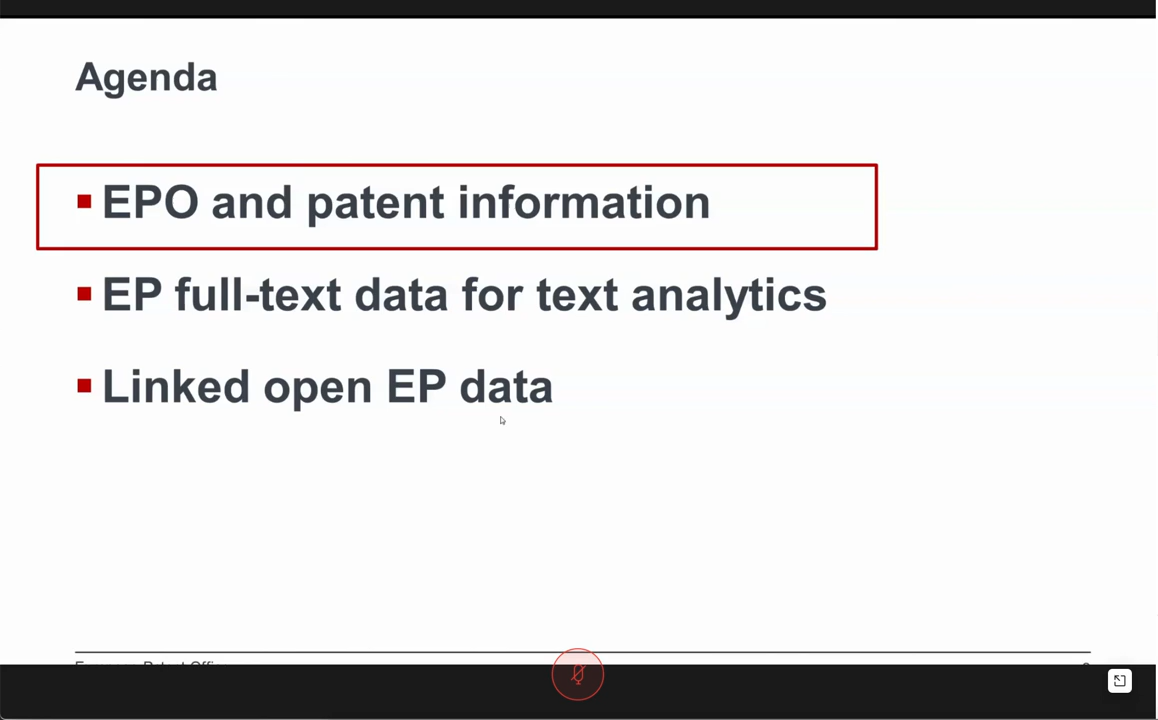 Agenda
EPO and patent information
EP full-text data for text analytics
Linked open EP data